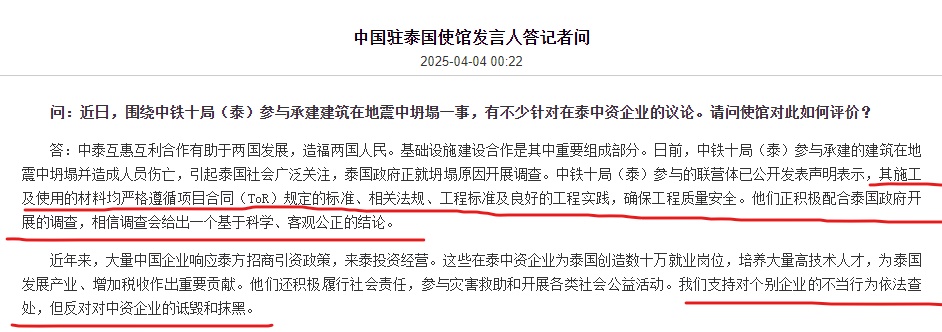 中国驻泰国使馆发言人答记者问
2025-04-04 00:22
问：近日，围绕中铁十局（泰）参与承建建筑在地震中坍塌一事，有不少针对在泰中资企业的议论。请问使馆对此如何评价？
答：中泰互惠互利合作有助于两国发展，造福两国人民。基础设施建设合作是其中重要组成部分。日前，中铁十局（泰）参与承建的建筑在地
震中坍塌并造成人员伤亡，引起泰国社会广泛关注，泰国政府正就坍塌原因开展调查。中铁十局（泰）参与的联营体已公开发表声明表示，其施工
及使用的材料均严格遵循项目合同（ToR）规定的标准、相关法规、工程标准及良好的工程实践，确保工程质量安全。他们正积极配合泰国政府开
展的调查，相信调查会给出一个基于科学、客观公正的结论。
近年来，大量中国企业响应泰方招商引资政策，来泰投资经营。这些在泰中资企业为泰国创造数十万就业岗位，培养大量高技术人才，为泰国
发展产业、增加税收作出重要贡献。他们还积极履行社会责任，参与灾害救助和开展各类社会公益活动。我们支持对个别企业的不当行为依法查
处，但反对对中资企业的诋毁和抹黑。